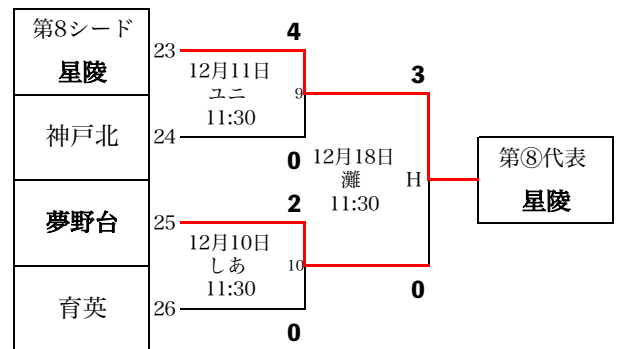 第8シード
星陵
23
4
12月11日
ユニ
11:30
9
3
神戸北
24
0
12月18日
灘
11:30
H
第⑧代表
星陵
夢野台
25
2
12月10日
しあ
11:30
10
0
育英
26
0